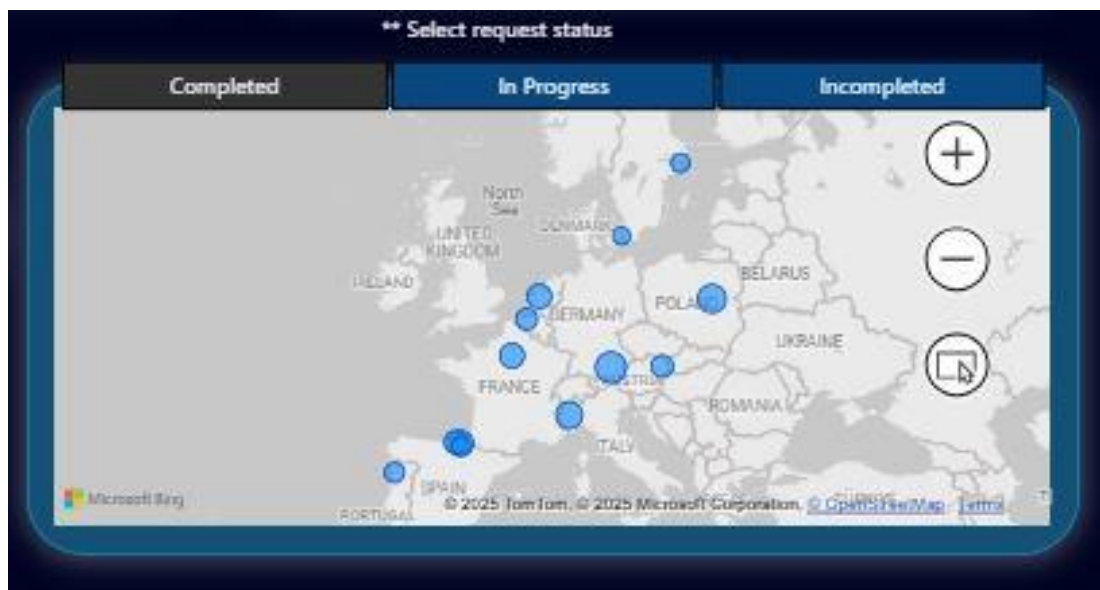 ** Select request status
Completed
In Progress
Incompleted
North
Sea
DENMARK
UNITED
KINGDOM
IRELAND
BELARUS
POLAND
GERMANY
UKRAINE
AUSTRIA
FRANCE
ROMANIA
ITALY
SPAIN
PORTUGAL
Microsoft Bing
© 2025 TomTom, © 2025 Microsoft Corporation, © OpenStreetMap Terms